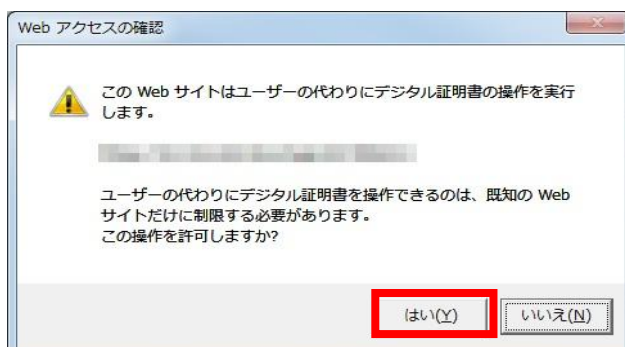 Web アクセスの確認
この Web サイトはユーザーの代わりにデジタル証明書の操作を実行
します。
ユーザーの代わりにデジタル証明書を操作できるのは、既知の Web
サイトだけに制限する必要があります。
この操作を許可しますか?
はい(Y) いいえ(N)